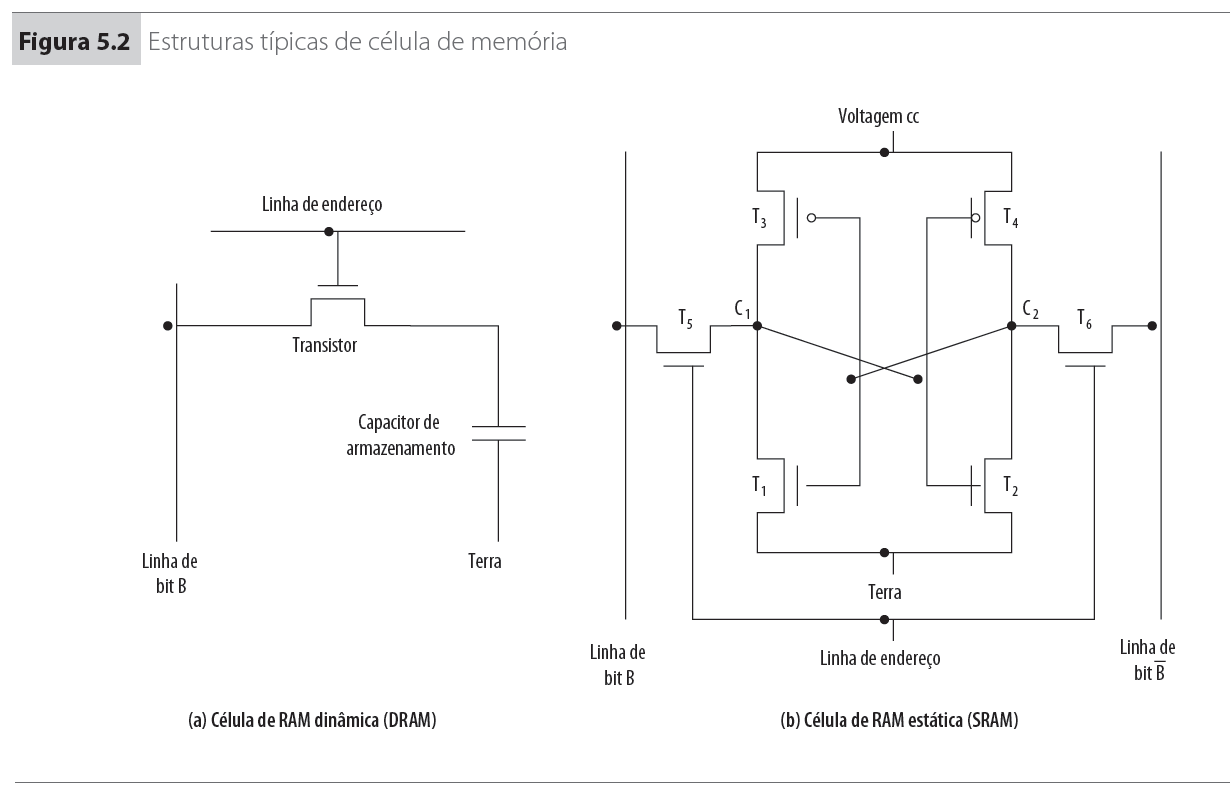 Figura 5.2 Estruturas típicas de célula de memória
Linha de endereço
Transistor
Capacitor de
armazenamento
Linha de
bit B
Terra
(a) Célula de RAM dinâmica (DRAM)
Voltagem cc
T3
T4
T5
C1
C2
T6
T1
T2
Terra
Linha de endereço
Linha de
bit B
Linha de
bit B̅
(b) Célula de RAM estática (SRAM)